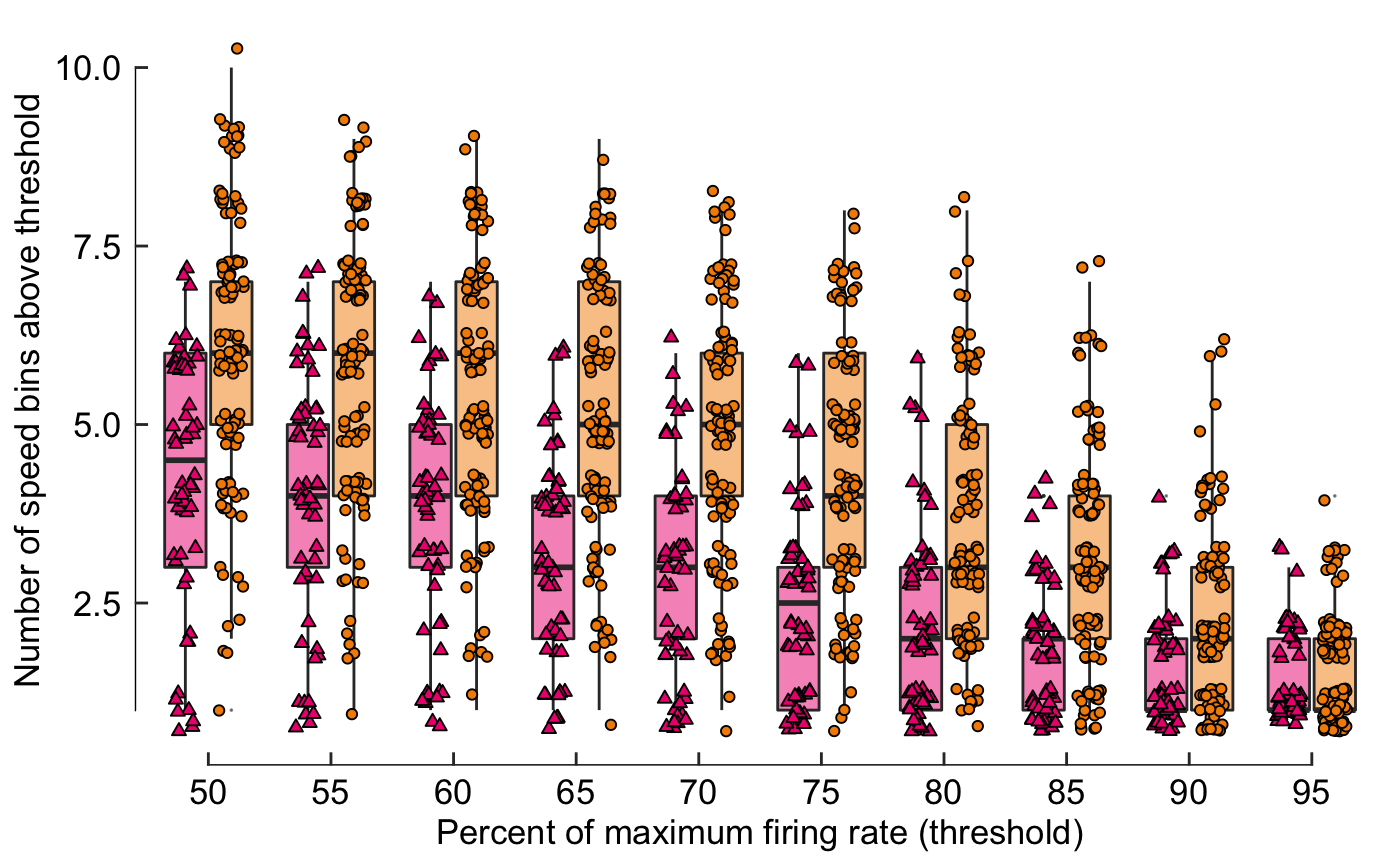 Number of speed bins above threshold
10.0
7.5
5.0
2.5
50 55 60 65 70 75 80 85 90 95
Percent of maximum firing rate (threshold)